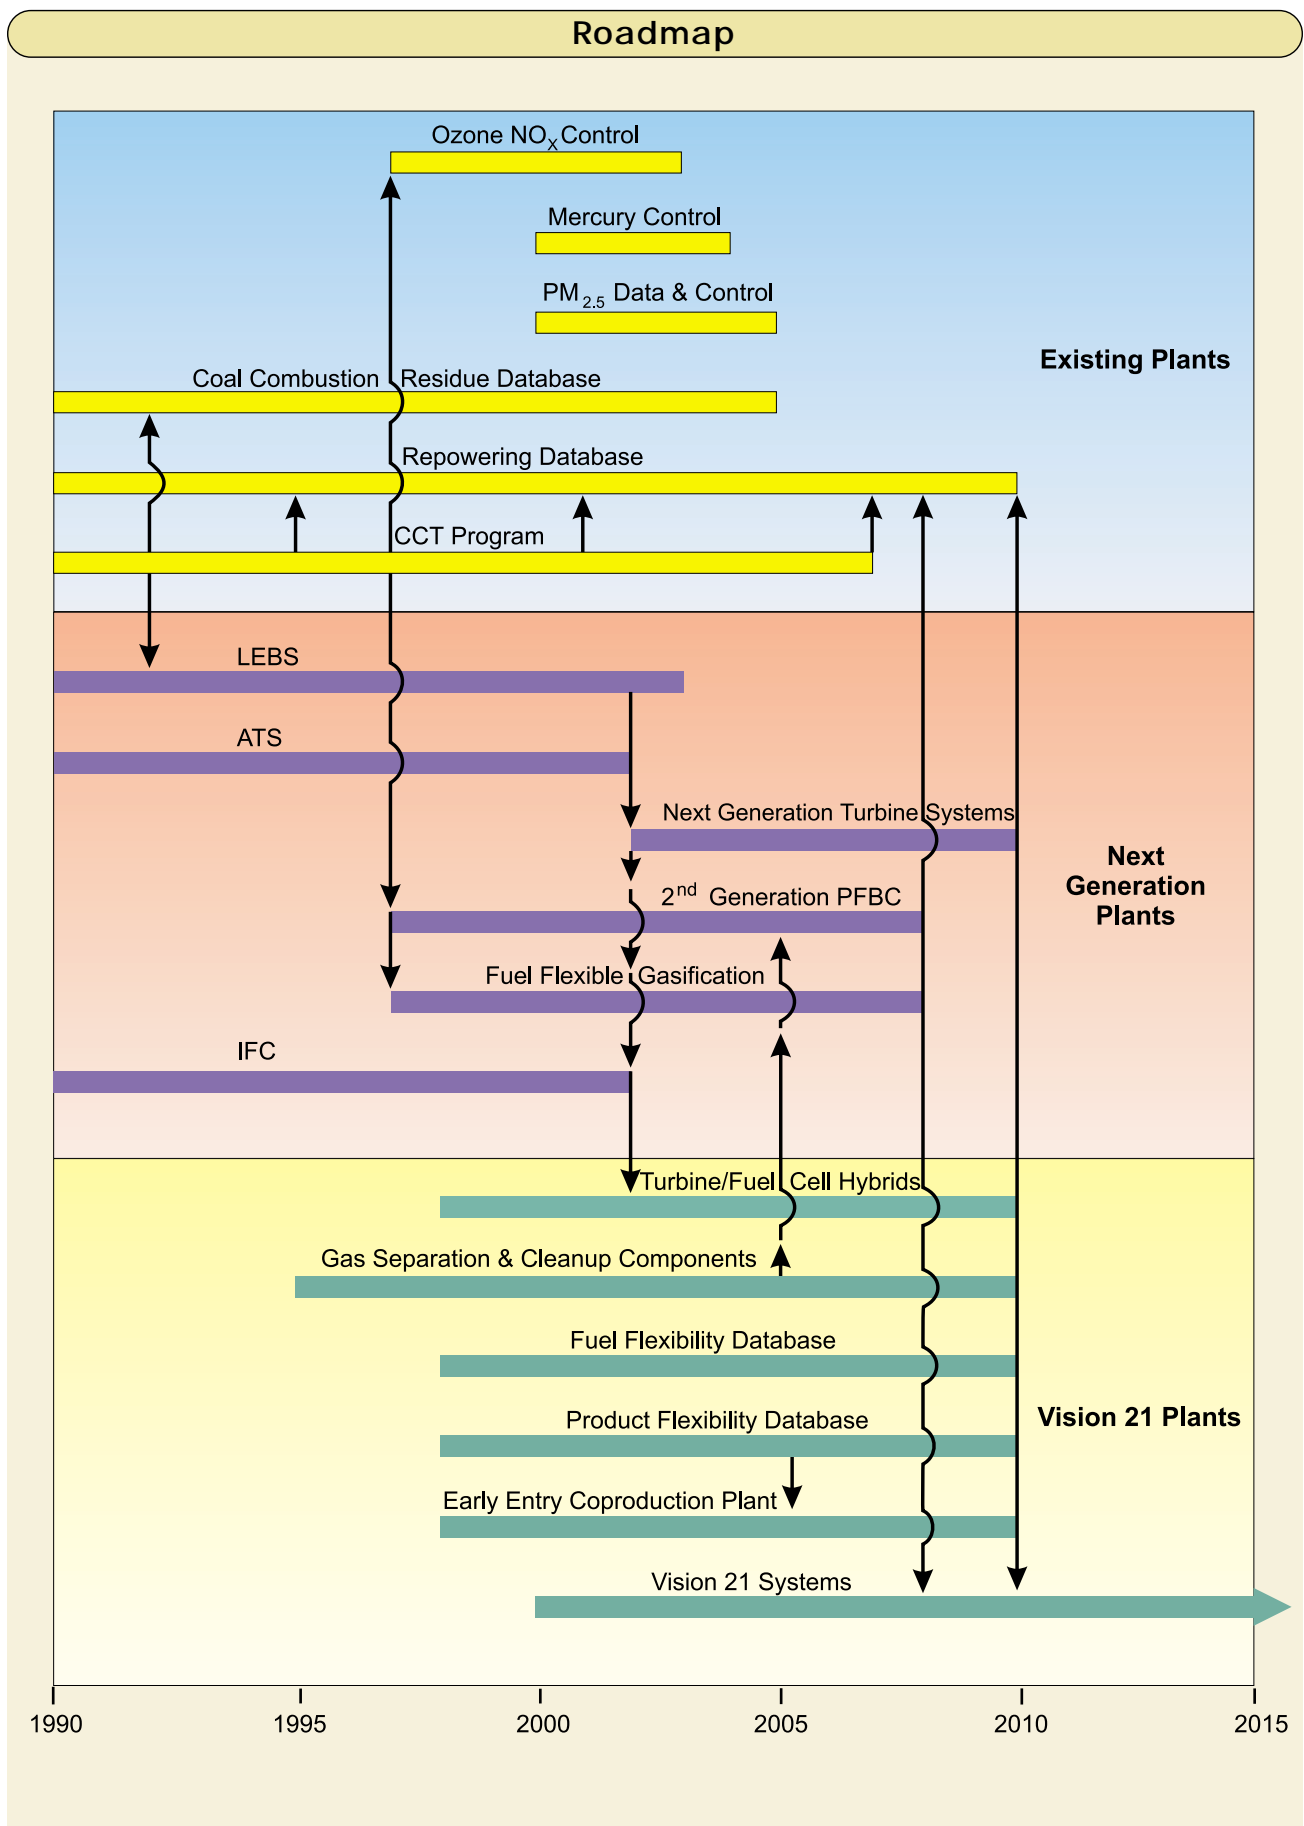 Roadmap
Ozone NOX Control
Mercury Control
PM2.5 Data & Control
Existing Plants
Coal Combustion Residue Database
Repowering Database
CCT Program
LEBS
ATS
Next Generation Turbine Systems
Next
Generation
Plants
2nd Generation PFBC
Fuel Flexible Gasification
IFC
Turbine/Fuel Cell Hybrids
Gas Separation & Cleanup Components
Fuel Flexibility Database
Product Flexibility Database
Vision 21 Plants
Early Entry Coproduction Plant
Vision 21 Systems
1990 1995 2000 2005 2010 2015